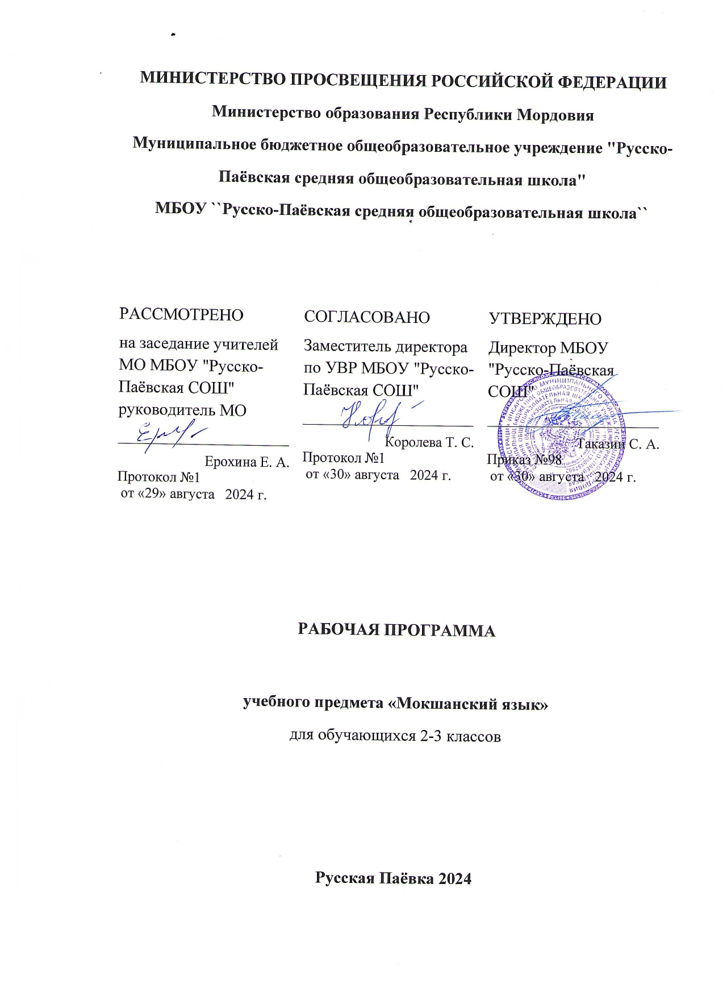 МИНИСТЕРСТВО ПРОСВЕЩЕНИЯ РОССИЙСКОЙ ФЕДЕРАЦИИ
Министерство образования Республики Мордовия
Муниципальное бюджетное общеобразовательное учреждение "Русско-
Паёвская средняя общеобразовательная школа"
МБОУ ``Русско-Паёвская средняя общеобразовательная школа``
РАССМОТРЕНО
на заседание учителей
МО МБОУ "Русско-
Паёвская СОШ"
руководитель МО
Ерохина Е. А.
Протокол №1
от «29» августа 2024 г.
СОГЛАСОВАНО
Заместитель директора
по УВР МБОУ "Русско-
Паёвская СОШ"
Королева Т. С.
Протокол №1
от «30» августа 2024 г.
УТВЕРЖДЕНО
Директор МБОУ
"Русско-Паёвская
СОШ"
Таказин С. А.
Приказ №98
от «30» августа 2024 г.
РАБОЧАЯ ПРОГРАММА
учебного предмета «Мокшанский язык»
для обучающихся 2-3 классов
Русская Паёвка 2024